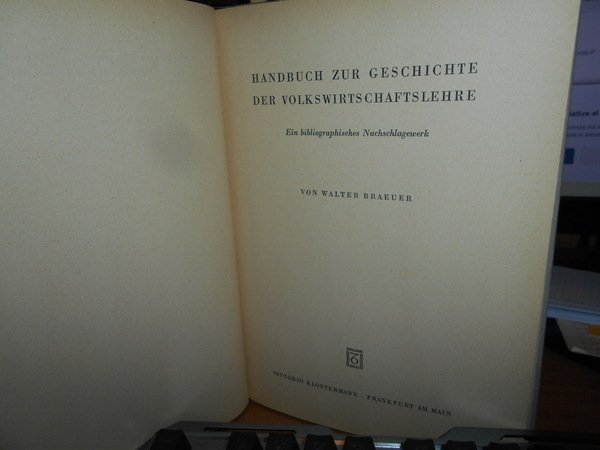 HANDBUCH ZUR GESCHICHTE
DER VOLKSWIRTSCHAFTSLEHRE
Ein bibliographisches Nachschlagewerk
VON WALTER BRAEUER
VITTORIO KLOSTERMANN · FRANKFURT AM MAIN